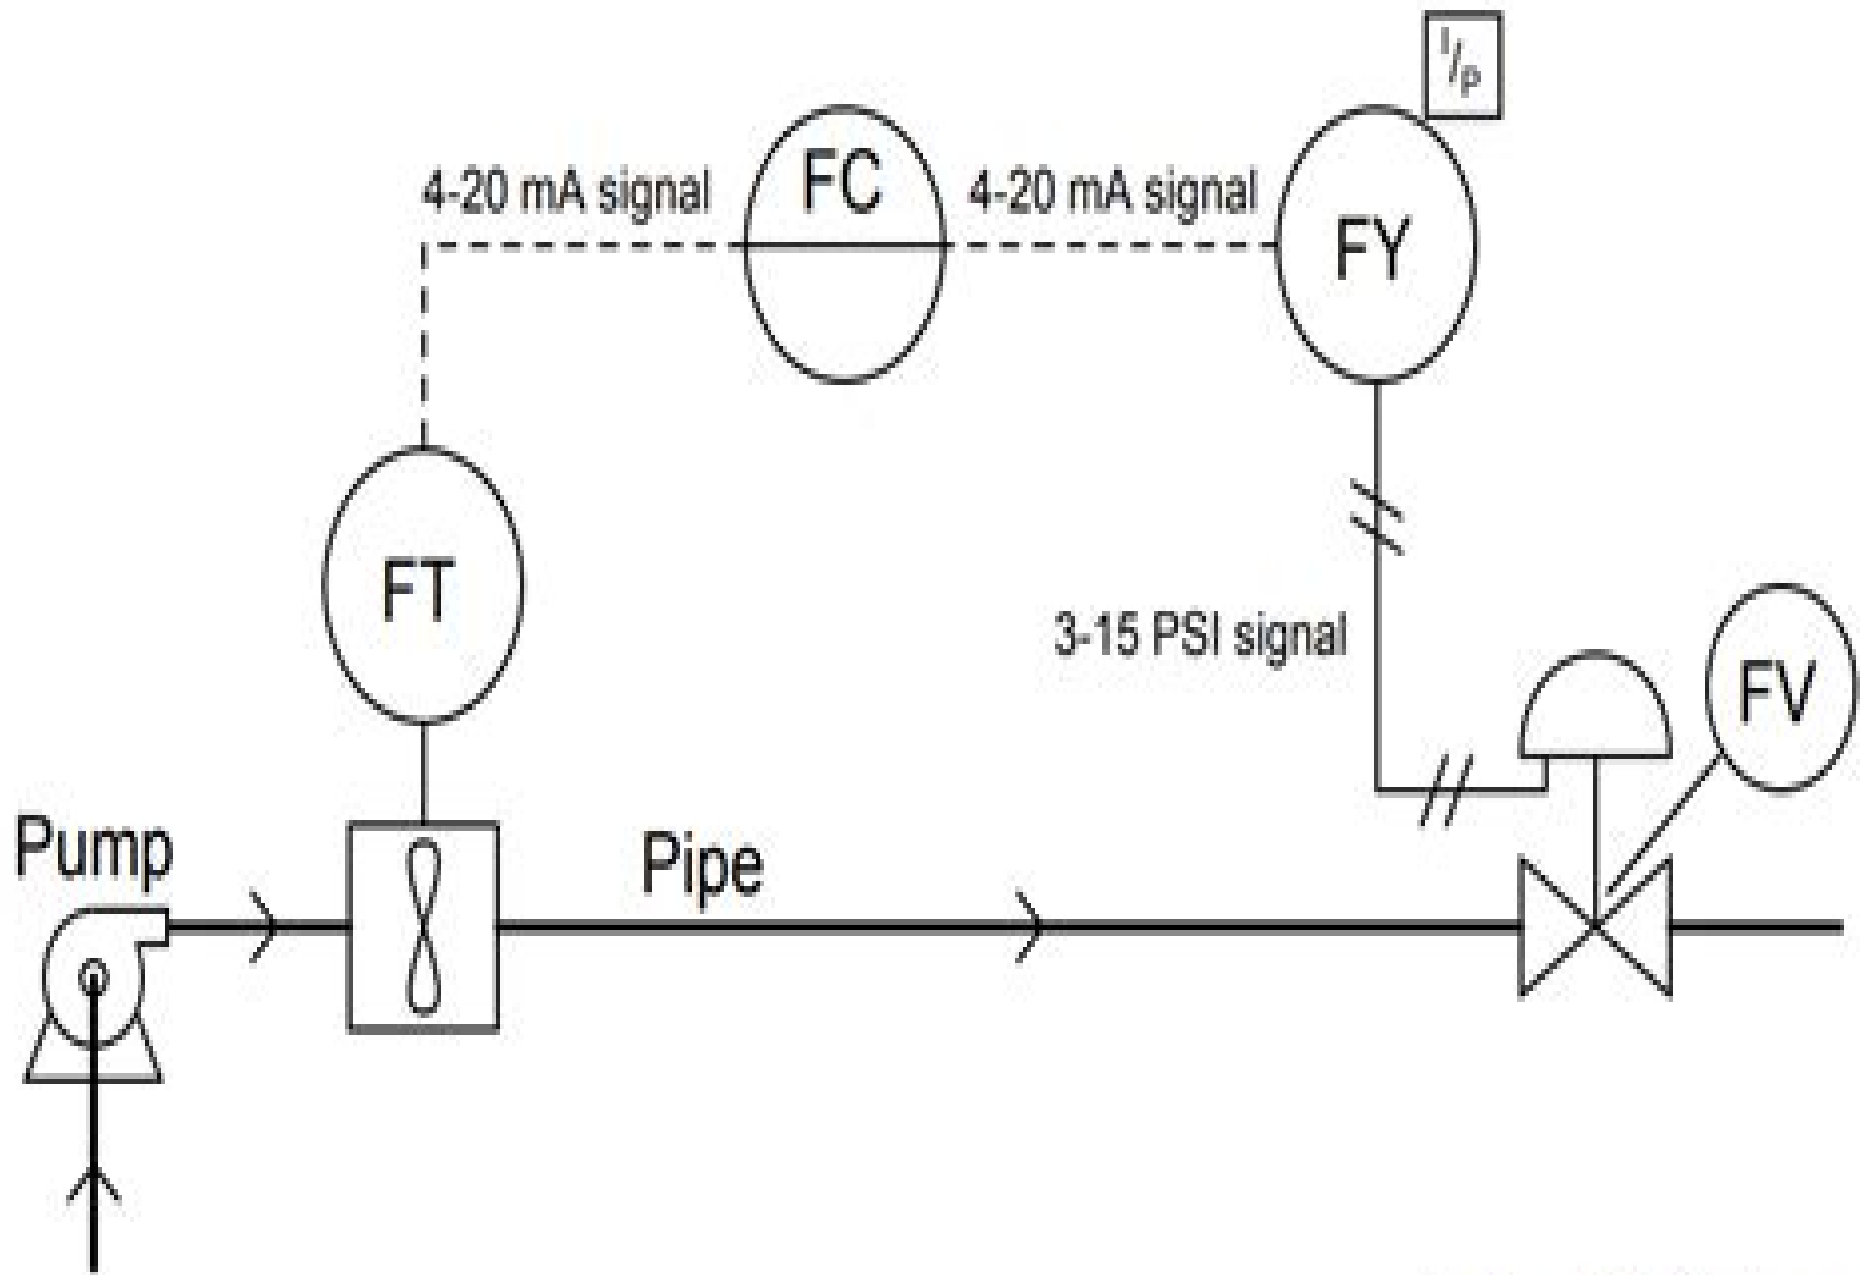 I/P
4-20 mA signal
FC
4-20 mA signal
FY
FT
3-15 PSI signal
FV
Pump
Pipe